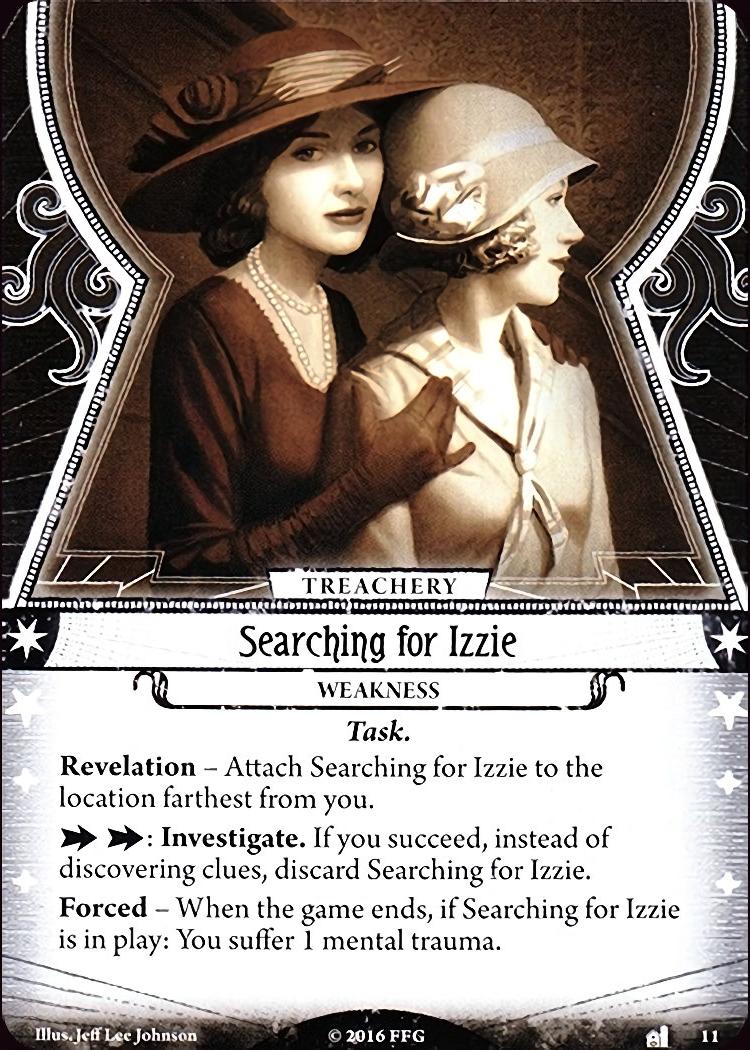 TREACHERY
Searching for Izzie
WEAKNESS
Task.
Revelation – Attach Searching for Izzie to the
location farthest from you.
: Investigate. If you succeed, instead of
discovering clues, discard Searching for Izzie.
Forced – When the game ends, if Searching for Izzie
is in play: You suffer 1 mental trauma.
Illus. Jeff Lee Johnson
© 2016 FFG
11